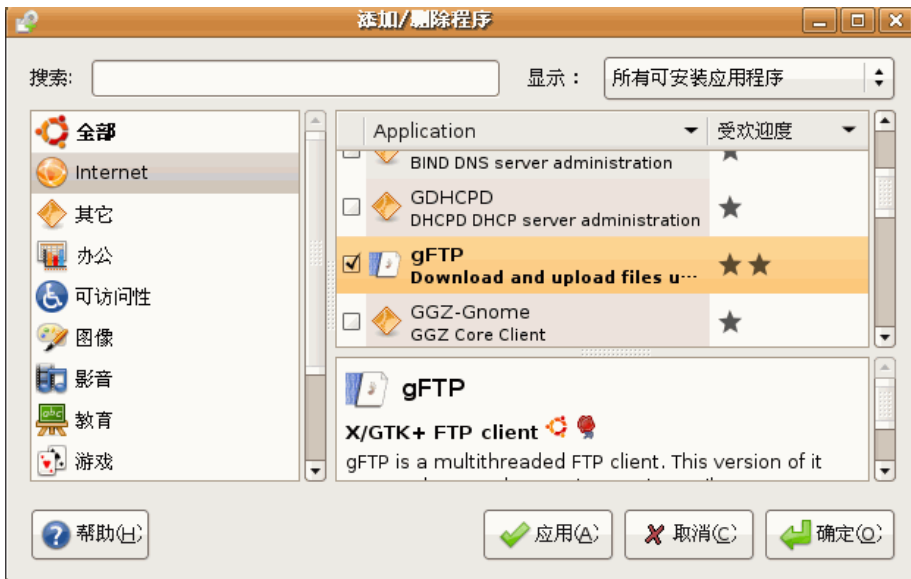 添加/删除程序
搜索:
显示：
所有可安装应用程序
全部
Internet
其它
办公
可访问性
图像
影音
教育
游戏
Application
受欢迎度
BIND DNS server administration
GDHCPD
DHCPD DHCP server administration
gFTP
Download and upload files u···
GGZ-Gnome
GGZ Core Client
gFTP
X/GTK+ FTP client
gFTP is a multithreaded FTP client. This version of it
帮助(H)
应用(A)
取消(C)
确定(O)